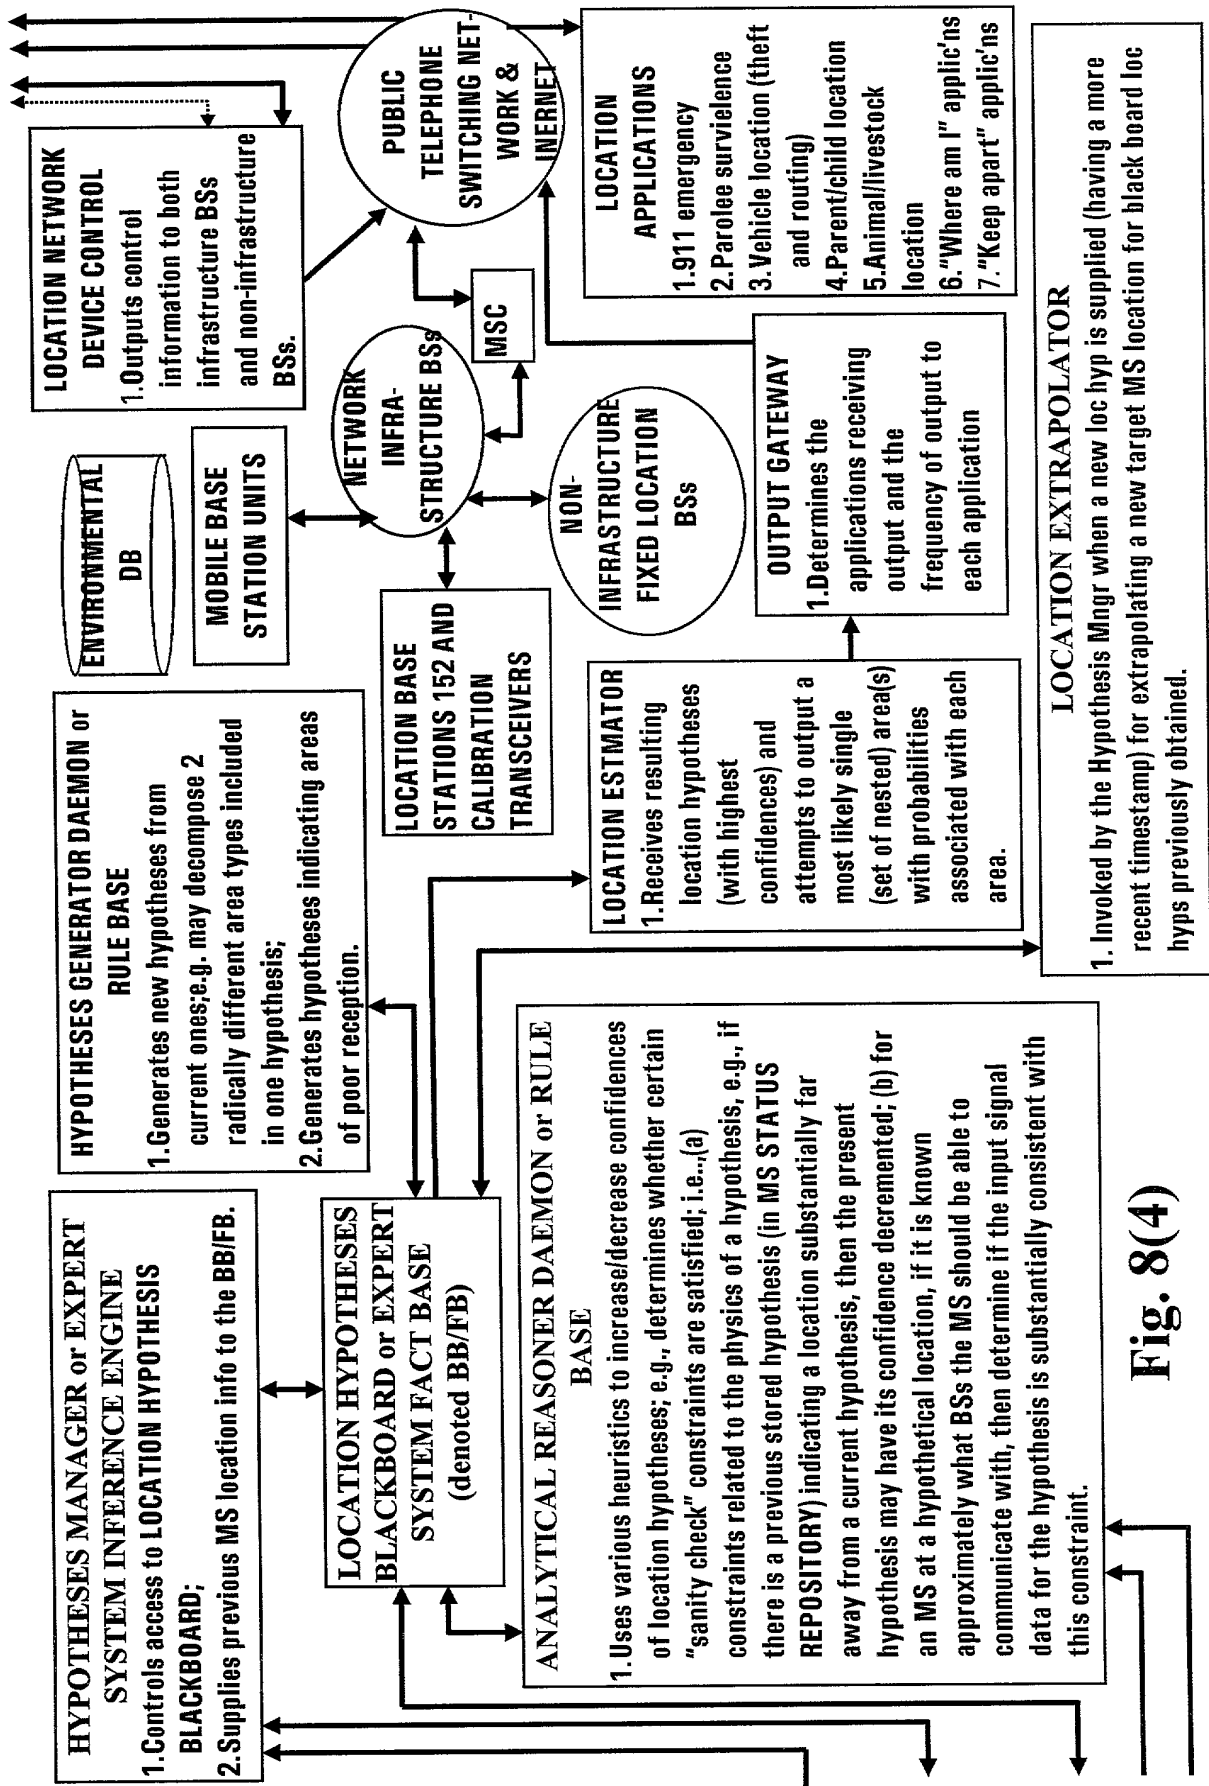 HYPOTHESES MANAGER or EXPERT
SYSTEM INFERENCE ENGINE
1.Controls access to LOCATION HYPOTHESIS
BLACKBOARD;
2.Supplies previous MS location info to the BB/FB.
HYPOTHESES GENERATOR DAEMON or
RULE BASE
1.Generates new hypotheses from
current ones;e.g. may decompose 2
radically different area types included
in one hypothesis;
2.Generates hypotheses indicating areas
of poor reception.
ENVIRONMENTAL
DB
MOBILE BASE
STATION UNITS
LOCATION NETWORK
DEVICE CONTROL
1.Outputs control
information to both
infrastructure BSs
and non-infrastructure
BSs.
LOCATION HYPOTHESES
BLACKBOARD or EXPERT
SYSTEM FACT BASE
(denoted BB/FB)
LOCATION BASE
STATIONS 152 AND
CALIBRATION
TRANSCEIVERS
NETWORK
INFRA-
STRUCTURE BSs
MSC
PUBLIC
TELEPHONE
SWITCHING NET-
WORK &
INERNET
NON-
INFRASTRUCTURE
FIXED LOCATION
BSs
ANALYTICAL REASONER DAEMON or RULE
BASE
1.Uses various heuristics to increase/decrease confidences
of location hypotheses; e.g., determines whether certain
"sanity check" constraints are satisfied; i.e..,(a)
constraints related to the physics of a hypothesis, e.g., if
there is a previous stored hypothesis (in MS STATUS
REPOSITORY) indicating a location substantially far
away from a current hypothesis, then the present
hypothesis may have its confidence decremented; (b) for
an MS at a hypothetical location, if it is known
approximately what BSs the MS should be able to
communicate with, then determine if the input signal
data for the hypothesis is substantially consistent with
this constraint.
LOCATION ESTIMATOR
1.Receives resulting
location hypotheses
(with highest
confidences) and
attempts to output a
most likely single
(set of nested) area(s)
with probabilities
associated with each
area.
OUTPUT GATEWAY
1.Determines the
applications receiving
output and the
frequency of output to
each application
LOCATION
APPLICATIONS
1.911 emergency
2.Parolee survielence
3.Vehicle location (theft
and routing)
4.Parent/child location
5.Animal/livestock
location
6."Where am I" applic'ns
7."Keep apart" applic'ns
LOCATION EXTRAPOLATOR
1. Invoked by the Hypothesis Mngr when a new loc hyp is supplied (having a more
recent timestamp) for extrapolating a new target MS location for black board loc
hyps previously obtained.
Fig. 8(4)